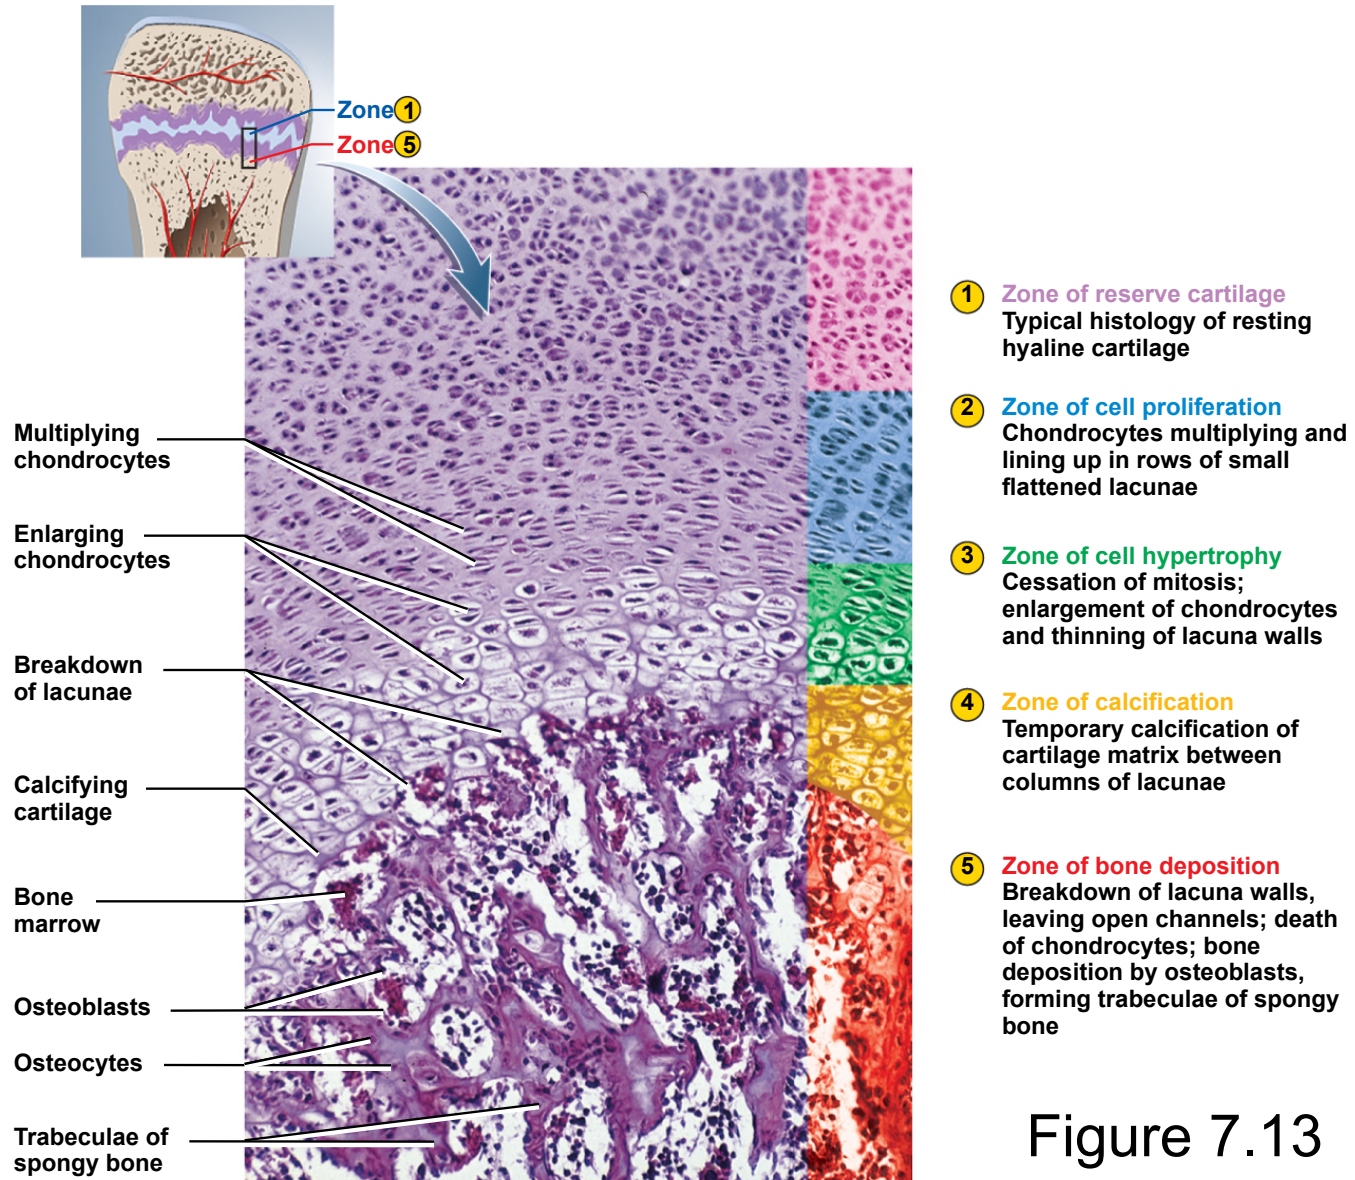 Zone 1
Zone 5
Multiplying
chondrocytes
Enlarging
chondrocytes
Breakdown
of lacunae
Calcifying
cartilage
Bone
marrow
Osteoblasts
Osteocytes
Trabeculae of
spongy bone
1 Zone of reserve cartilage
Typical histology of resting
hyaline cartilage
2 Zone of cell proliferation
Chondrocytes multiplying and
lining up in rows of small
flattened lacunae
3 Zone of cell hypertrophy
Cessation of mitosis;
enlargement of chondrocytes
and thinning of lacuna walls
4 Zone of calcification
Temporary calcification of
cartilage matrix between
columns of lacunae
5 Zone of bone deposition
Breakdown of lacuna walls,
leaving open channels; death
of chondrocytes; bone
deposition by osteoblasts,
forming trabeculae of spongy
bone
Figure 7.13